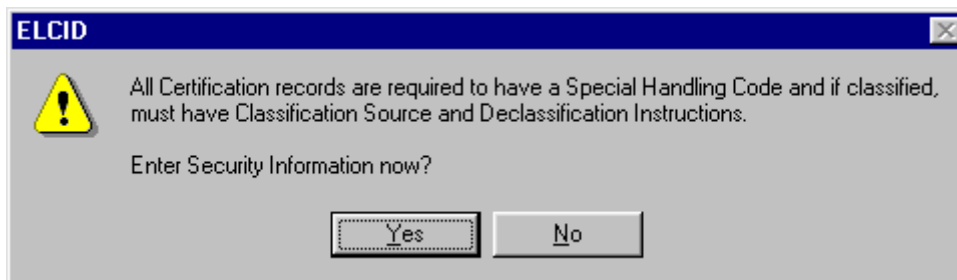 ELCID
All Certification records are required to have a Special Handling Code and if classified,
must have Classification Source and Declassification Instructions.
Enter Security Information now?
Yes
No